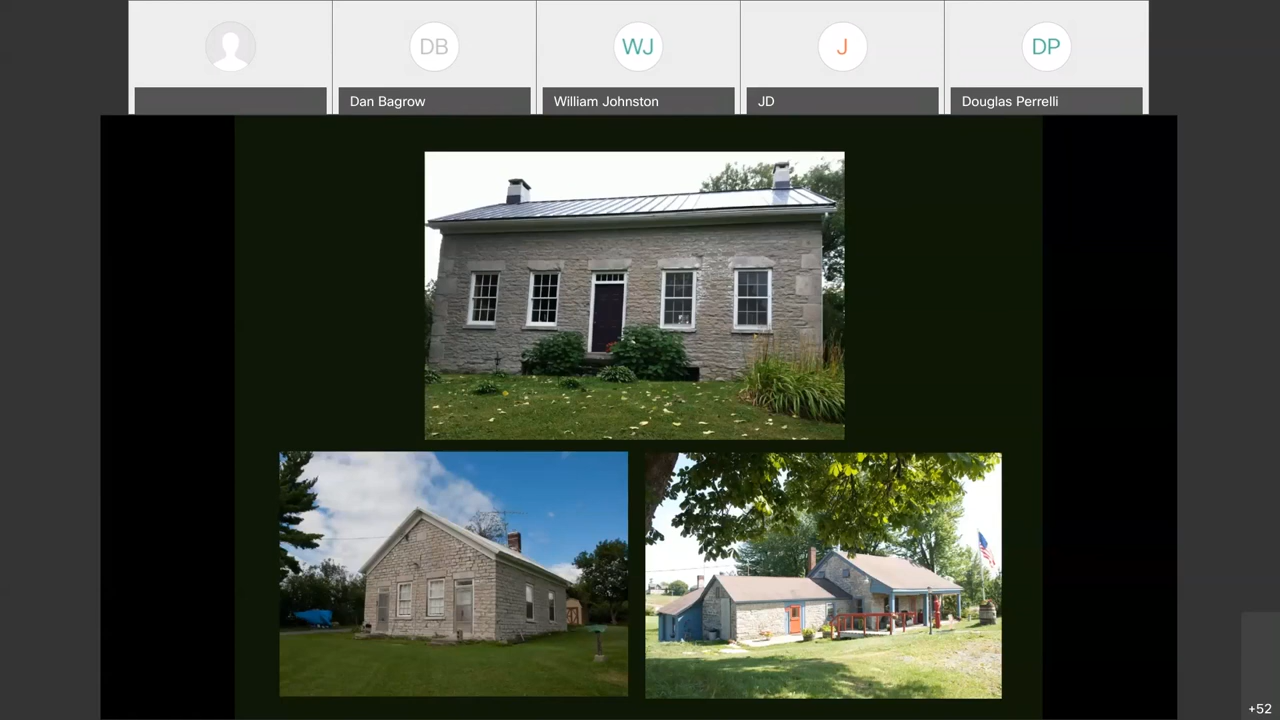 DB
WJ
J
DP
Dan Bagrow
William Johnston
JD
Douglas Perrelli
+52